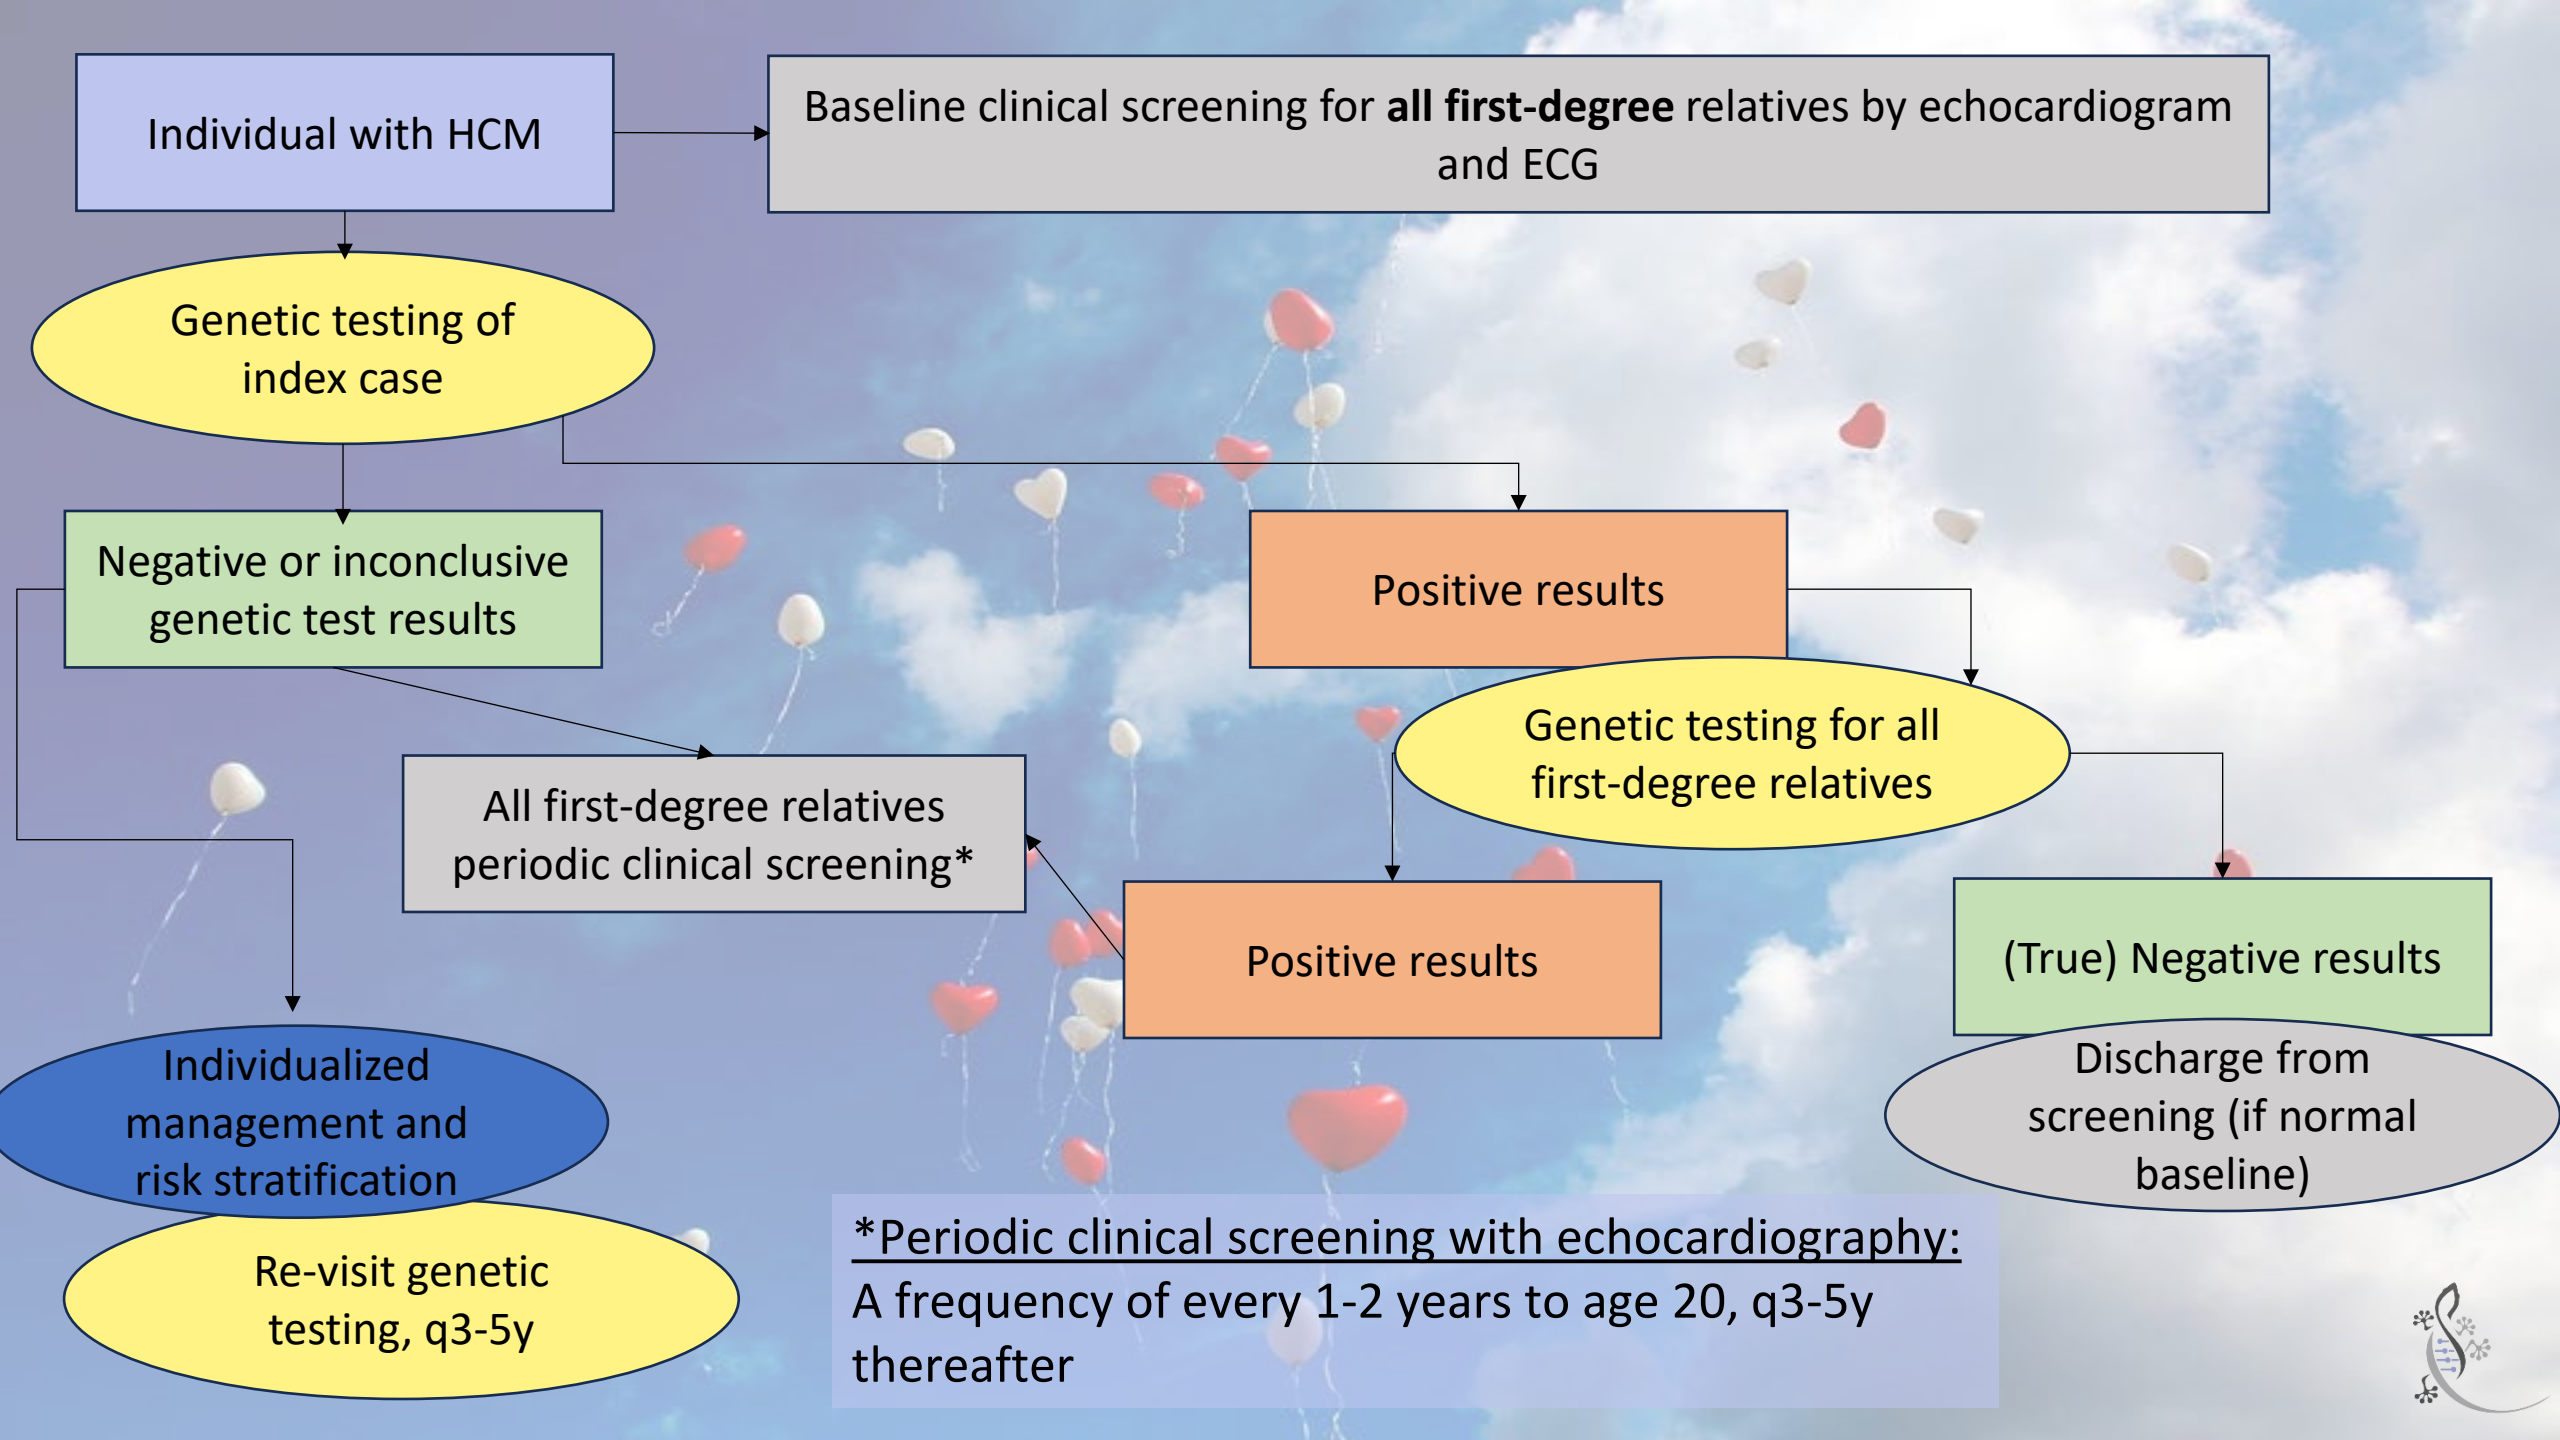 Individual with HCM
Baseline clinical screening for all first-degree relatives by echocardiogram
and ECG
Genetic testing of
index case
Negative or inconclusive
genetic test results
Positive results
Genetic testing for all
first-degree relatives
All first-degree relatives
periodic clinical screening*
Positive results
(True) Negative results
Individualized
management and
risk stratification
Discharge from
screening (if normal
baseline)
Re-visit genetic
testing, q3-5y
*Periodic clinical screening with echocardiography:
A frequency of every 1-2 years to age 20, q3-5y
thereafter